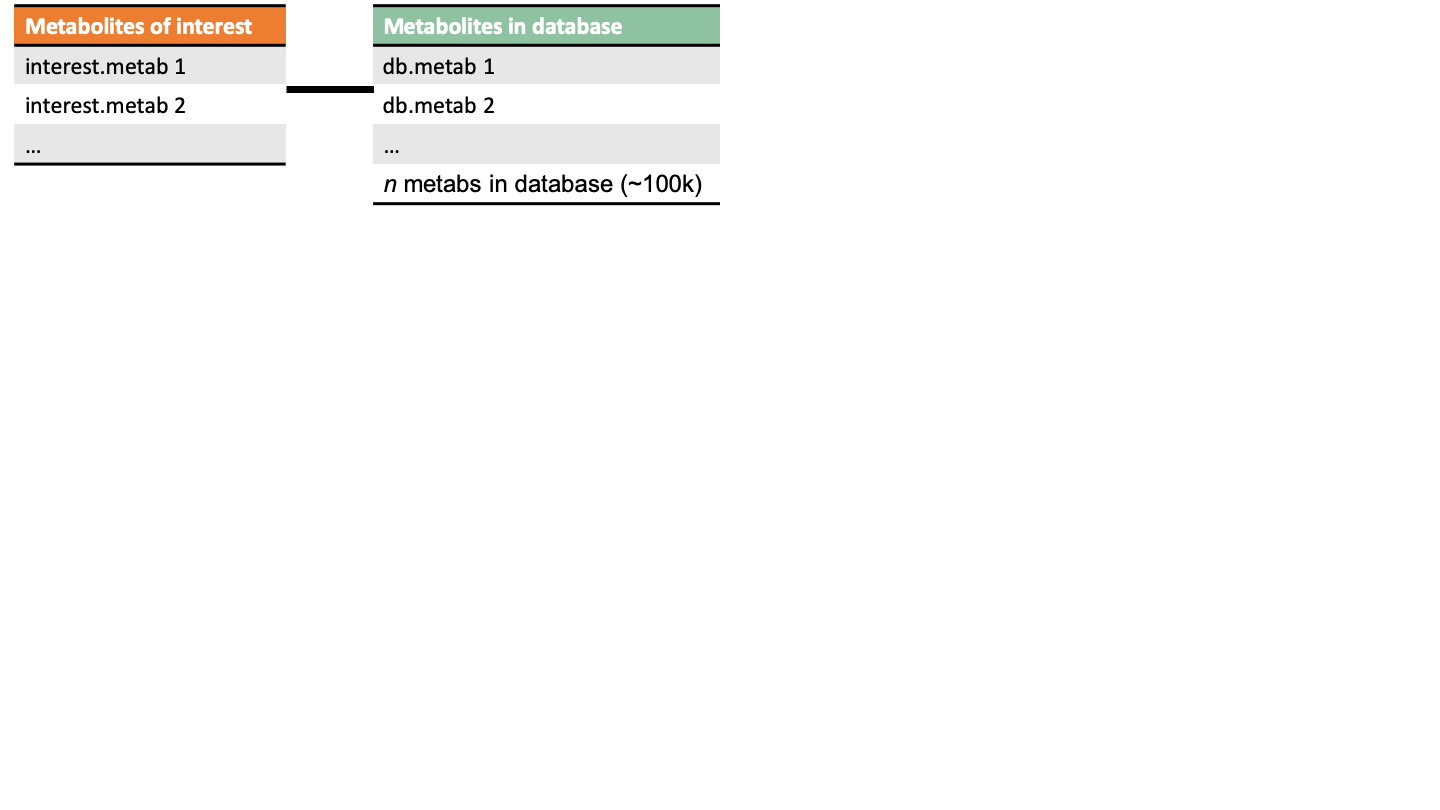 Metabolites of interest
interest.metab 1
interest.metab 2
...
Metabolites in database
db.metab 1
db.metab 2
...
n metabs in database (~100k)